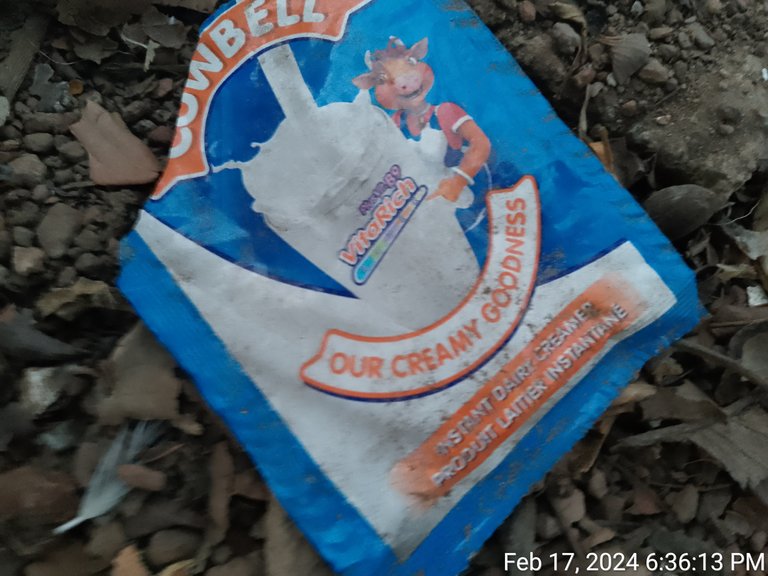 COWBELL
VitaRich
OUR CREAMY GOODNESS
INSTANT DAIRY CREAMER
PRODUIT LAITIER INSTANTANE
Feb 17, 2024 6:36:13 PM